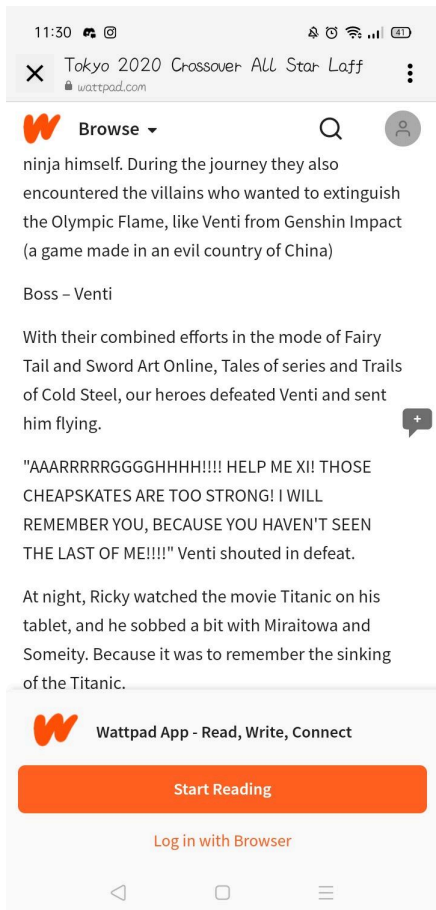 11:30
41
Tokyo 2020 Crossover All Star Laff
wattpad.com
Browse
ninja himself. During the journey they also
encountered the villains who wanted to extinguish
the Olympic Flame, like Venti from Genshin Impact
(a game made in an evil country of China)
Boss – Venti
With their combined efforts in the mode of Fairy
Tail and Sword Art Online, Tales of series and Trails
of Cold Steel, our heroes defeated Venti and sent
him flying.
"AAARRRRRGGGGHHHH!!!! HELP ME XI! THOSE
CHEAPSKATES ARE TOO STRONG! I WILL
REMEMBER YOU, BECAUSE YOU HAVEN'T SEEN
THE LAST OF ME!!!!" Venti shouted in defeat.
At night, Ricky watched the movie Titanic on his
tablet, and he sobbed a bit with Miraitowa and
Someity. Because it was to remember the sinking
of the Titanic.
Wattpad App - Read, Write, Connect
Start Reading
Log in with Browser